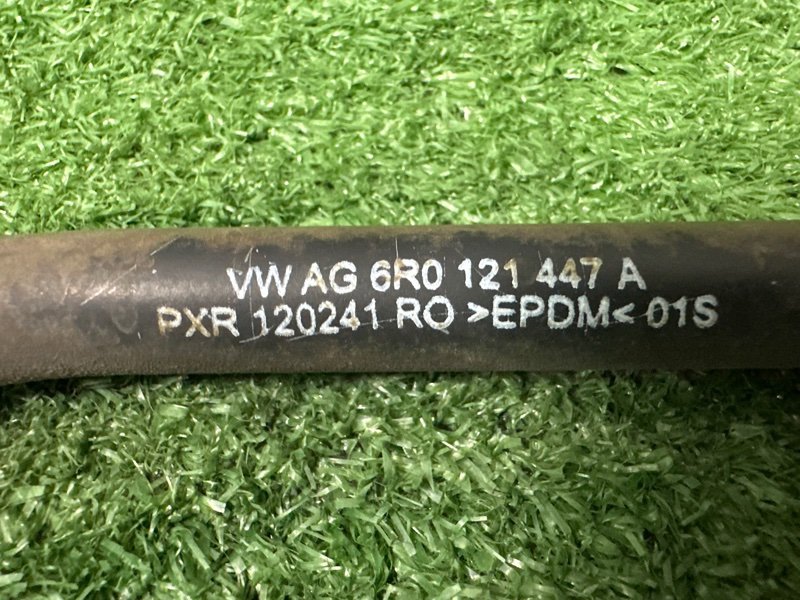 VW AG 6R0 121 447 A
PXR 120241 RO >EPDM< 01S